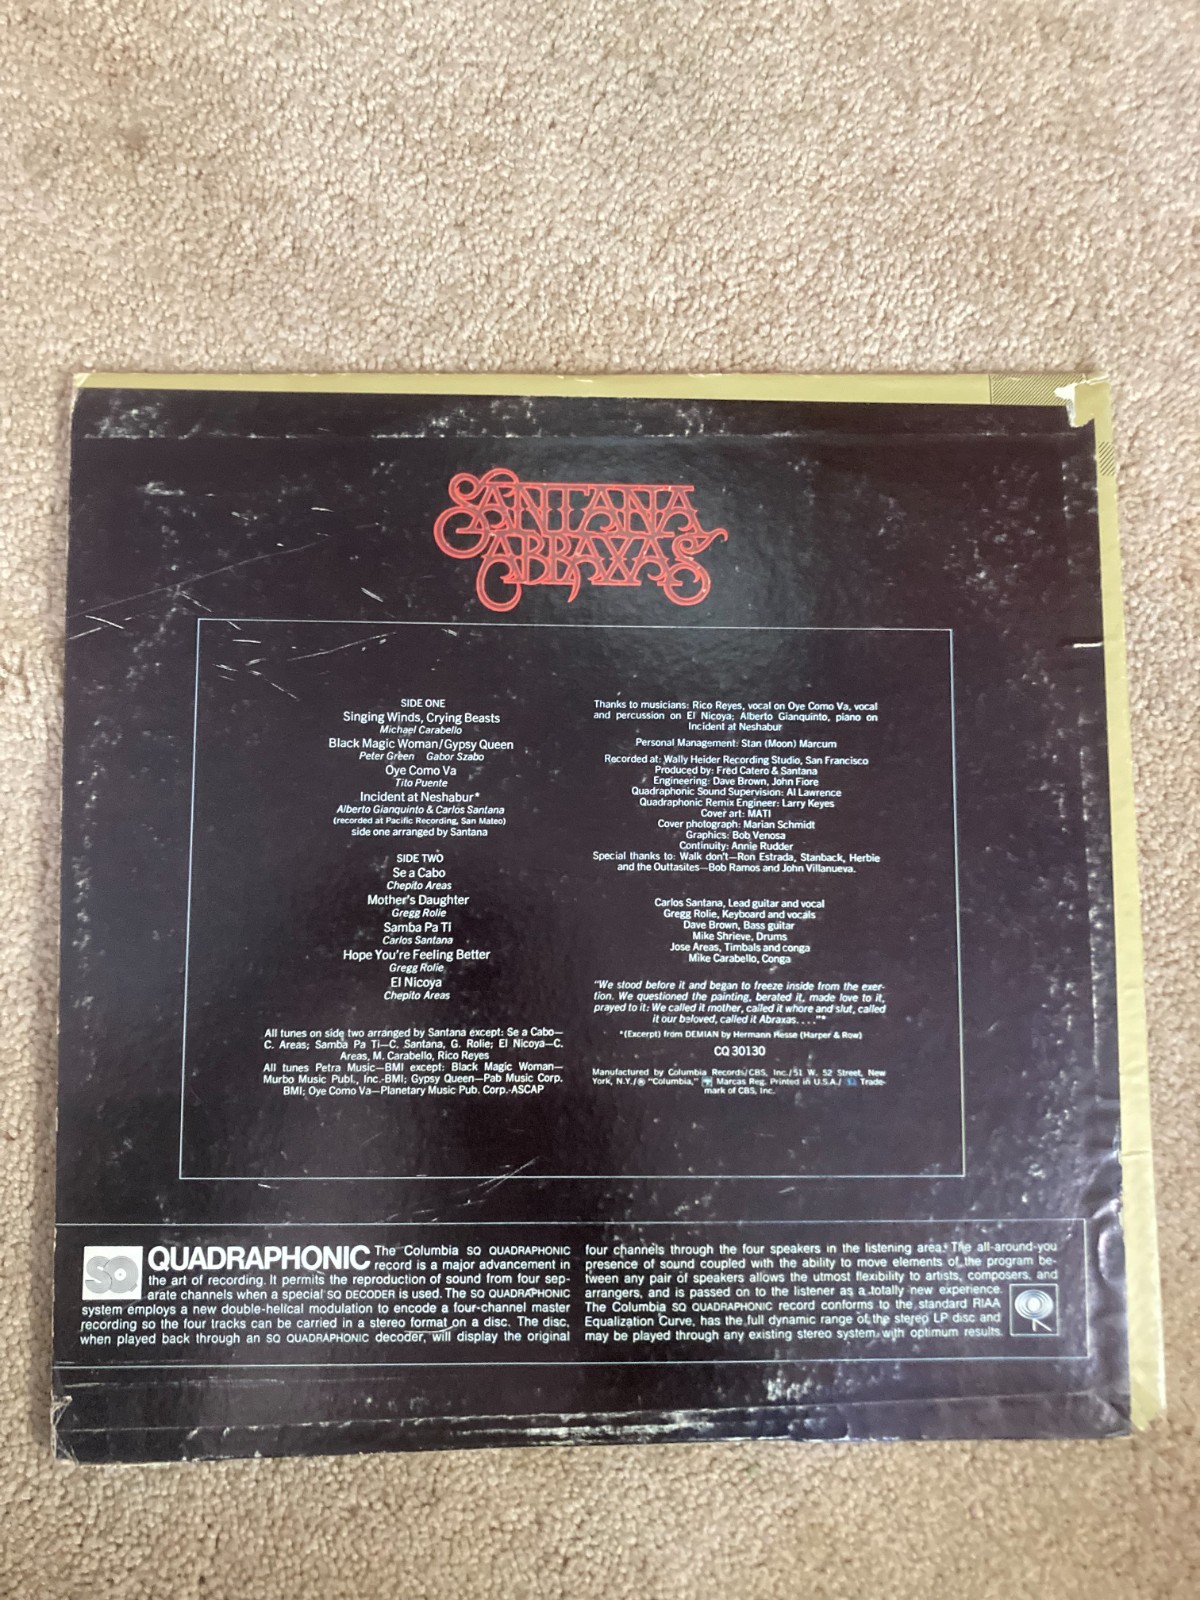 SANTANA
ABRAXAS
SIDE ONE
Singing Winds, Crying Beasts
Michael Carabello
Black Magic Woman/Gypsy Queen
Peter Green Gabor Szabo
Oye Como Va
Tito Puente
Incident at Neshabur*
Alberto Gianquinto & Carlos Santana
(recorded at Pacific Recording, San Mateo)
side one arranged by Santana
SIDE TWO
Se a Cabo
Chepito Areas
Mother's Daughter
Gregg Rolie
Samba Pa Ti
Carlos Santana
Hope You're Feeling Better
Gregg Rolie
El Nicoya
Chepito Areas
All tunes on side two arranged by Santana except: Se a Cabo—
C. Areas; Samba Pa Ti—C. Santana, G. Rolie; El Nicoya—C.
Areas, M. Carabello, Rico Reyes
All tunes Petra Music—BMI except: Black Magic Woman—
Murbo Music Publ., Inc.-BMI; Gypsy Queen—Pab Music Corp.
BMI; Oye Como Va—Planetary Music Pub. Corp.-ASCAP
Thanks to musicians: Rico Reyes, vocal on Oye Como Va, vocal
and percussion on El Nicoya; Alberto Gianquinto, piano on
Incident at Neshabur
Personal Management: Stan (Moon) Marcum
Recorded at: Wally Heider Recording Studio, San Francisco
Produced by: Fred Catero & Santana
Engineering: Dave Brown, John Fiore
Quadraphonic Sound Supervision: Al Lawrence
Quadraphonic Remix Engineer: Larry Keyes
Cover art: MATI
Cover photograph: Marian Schmidt
Graphics: Bob Venosa
Continuity: Annie Rudder
Special thanks to: Walk don't—Ron Estrada, Stanback, Herbie
and the Outtasites—Bob Ramos and John Villanueva.
Carlos Santana, Lead guitar and vocal
Gregg Rolie, Keyboard and vocals
Dave Brown, Bass guitar
Mike Shrieve, Drums
Jose Areas, Timbals and conga
Mike Carabello, Conga
"We stood before it and began to freeze inside from the exer-
tion. We questioned the painting, berated it, made love to it,
prayed to it: We called it mother, called it whore and slut, called
it our beloved, called it Abraxas. . . ."*
*(Excerpt) from DEMIAN by Hermann Hesse (Harper & Row)
CQ 30130
Manufactured by Columbia Records/CBS, Inc./51 W. 52 Street, New
York, N.Y./® "Columbia," Marcas Reg. Printed in U.S.A./ Trade-
mark of CBS, Inc.
SQ QUADRAPHONIC The Columbia SQ QUADRAPHONIC
record is a major advancement in
the art of recording. It permits the reproduction of sound from four sep-
arate channels when a special SQ DECODER is used. The SQ QUADRAPHONIC
system employs a new double-helical modulation to encode a four-channel master
recording so the four tracks can be carried in a stereo format on a disc. The disc,
when played back through an SQ QUADRAPHONIC decoder, will display the original
four channels through the four speakers in the listening area. The all-around-you
presence of sound coupled with the ability to move elements of the program be-
tween any pair of speakers allows the utmost flexibility to artists, composers, and
arrangers, and is passed on to the listener as a totally new experience.
The Columbia SQ QUADRAPHONIC record conforms to the standard RIAA
Equalization Curve, has the full dynamic range of the stereo LP disc and
may be played through any existing stereo system with optimum results.